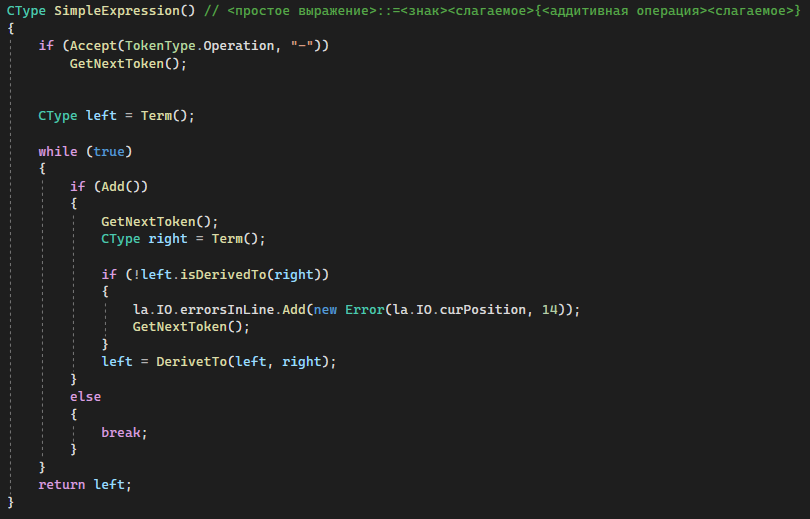 CType SimpleExpression() // <простое выражение>::=<знак><слагаемое>{<аддитивная операция><слагаемое>}
{
    if (Accept(TokenType.Operation, "-"))
        GetNextToken();
    CType left = Term();
    while (true)
    {
        if (Add())
        {
            GetNextToken();
            CType right = Term();
            if (!left.isDerivedTo(right))
            {
                la.IO.errorsInLine.Add(new Error(la.IO.curPosition, 14));
                GetNextToken();
            }
            left = DerivetTo(left, right);
        }
        else
        {
            break;
        }
    }
    return left;
}